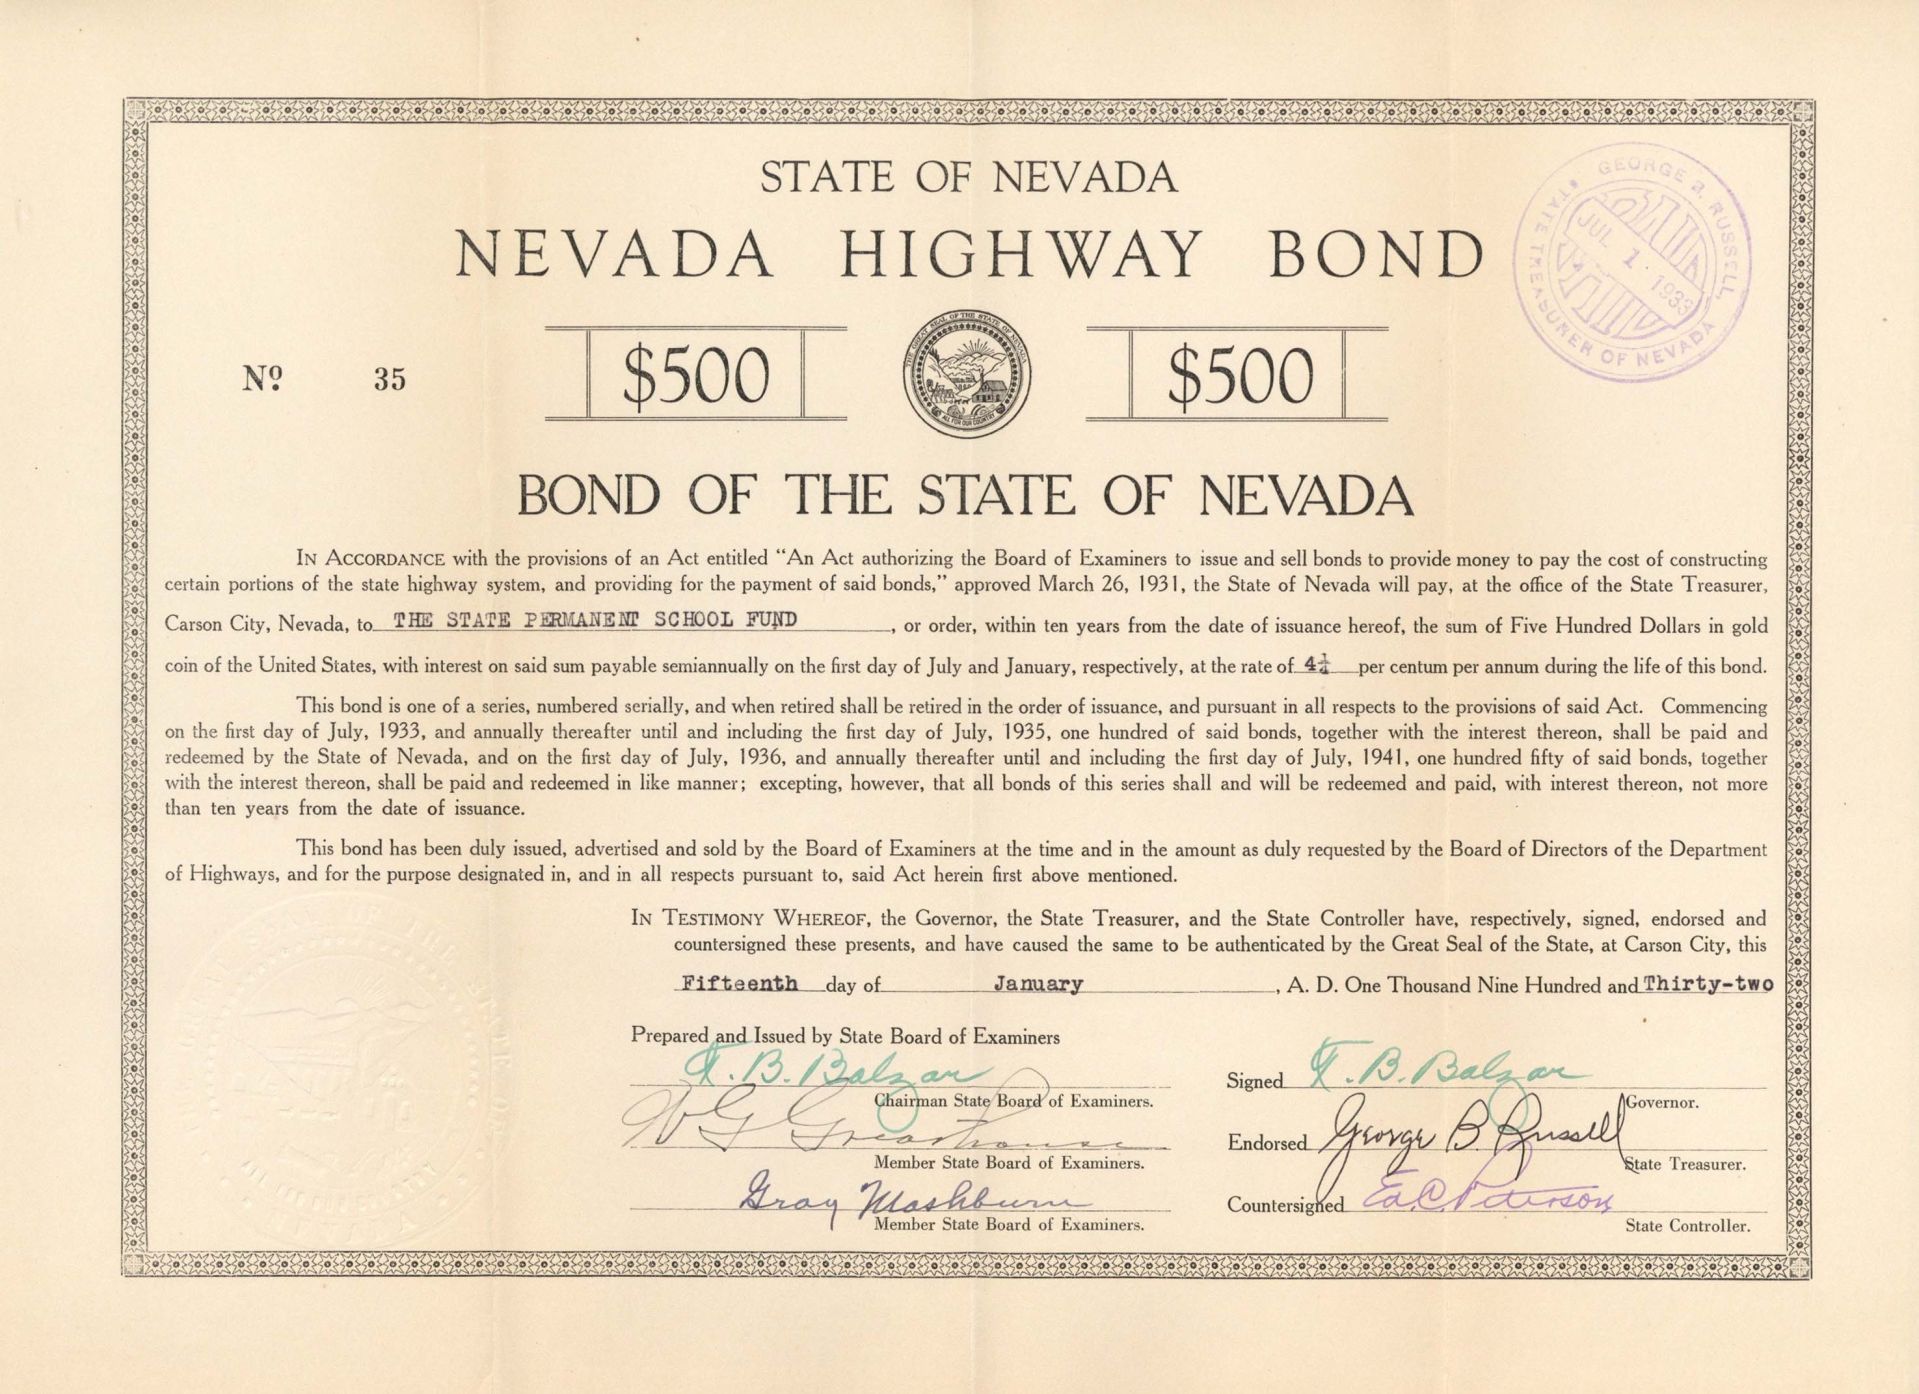 STATE OF NEVADA
NEVADA HIGHWAY BOND
GEORGE B. RUSSELL,
STATE TREASURER OF NEVADA
JUL 1 1933
PAID
No. 35
$500
THE GREAT SEAL OF THE STATE OF NEVADA
ALL FOR OUR COUNTRY
$500
BOND OF THE STATE OF NEVADA
IN ACCORDANCE with the provisions of an Act entitled "An Act authorizing the Board of Examiners to issue and sell bonds to provide money to pay the cost of constructing
certain portions of the state highway system, and providing for the payment of said bonds," approved March 26, 1931, the State of Nevada will pay, at the office of the State Treasurer,
Carson City, Nevada, to THE STATE PERMANENT SCHOOL FUND, or order, within ten years from the date of issuance hereof, the sum of Five Hundred Dollars in gold
coin of the United States, with interest on said sum payable semiannually on the first day of July and January, respectively, at the rate of 4¼ per centum per annum during the life of this bond.
This bond is one of a series, numbered serially, and when retired shall be retired in the order of issuance, and pursuant in all respects to the provisions of said Act. Commencing
on the first day of July, 1933, and annually thereafter until and including the first day of July, 1935, one hundred of said bonds, together with the interest thereon, shall be paid and
redeemed by the State of Nevada, and on the first day of July, 1936, and annually thereafter until and including the first day of July, 1941, one hundred fifty of said bonds, together
with the interest thereon, shall be paid and redeemed in like manner; excepting, however, that all bonds of this series shall and will be redeemed and paid, with interest thereon, not more
than ten years from the date of issuance.
This bond has been duly issued, advertised and sold by the Board of Examiners at the time and in the amount as duly requested by the Board of Directors of the Department
of Highways, and for the purpose designated in, and in all respects pursuant to, said Act herein first above mentioned.
IN TESTIMONY WHEREOF, the Governor, the State Treasurer, and the State Controller have, respectively, signed, endorsed and
countersigned these presents, and have caused the same to be authenticated by the Great Seal of the State, at Carson City, this
Fifteenth day of January, A. D. One Thousand Nine Hundred and Thirty-two
Prepared and Issued by State Board of Examiners
F. B. Balzar
Chairman State Board of Examiners.
W G Greathouse
Member State Board of Examiners.
Gray Mashburn
Member State Board of Examiners.
Signed F. B. Balzar
Governor.
Endorsed George B. Russell
State Treasurer.
Countersigned Ed. C. Peterson
State Controller.